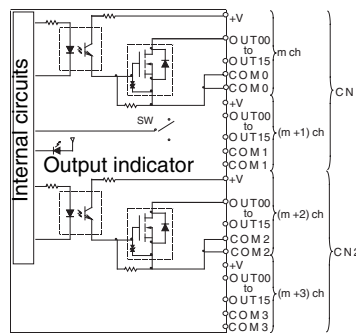 Internal circuits
+V
OUT00
to
OUT15
COM0
COM0
m ch
+V
OUT00
to
OUT15
COM1
COM1
(m +1) ch
CN
SW
Output indicator
+V
OUT00
to
OUT15
COM2
COM2
(m +2) ch
+V
OUT00
to
OUT15
COM3
COM3
(m +3) ch
CN2